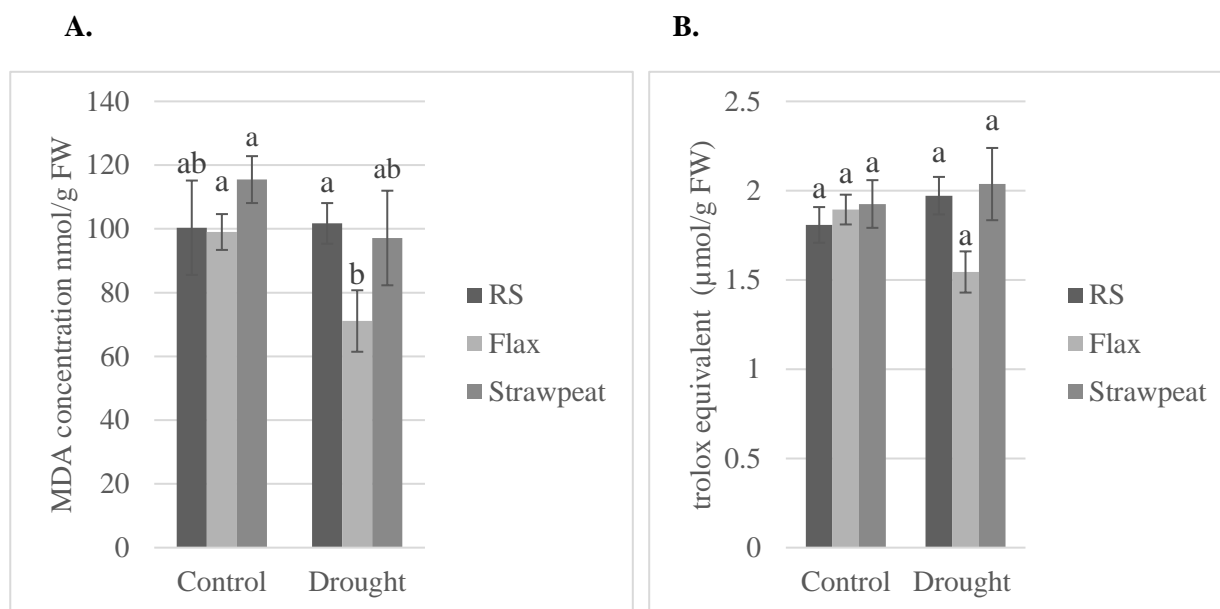 A.
MDA concentration nmol/g FW
140
120
100
80
60
40
20
0
ab
a
a
a
b
ab
Control
Drought
RS
Flax
Strawpeat
B.
trolox equivalent (µmol/g FW)
2.5
2
1.5
1
0.5
0
a
a
a
a
a
a
Control
Drought
RS
Flax
Strawpeat